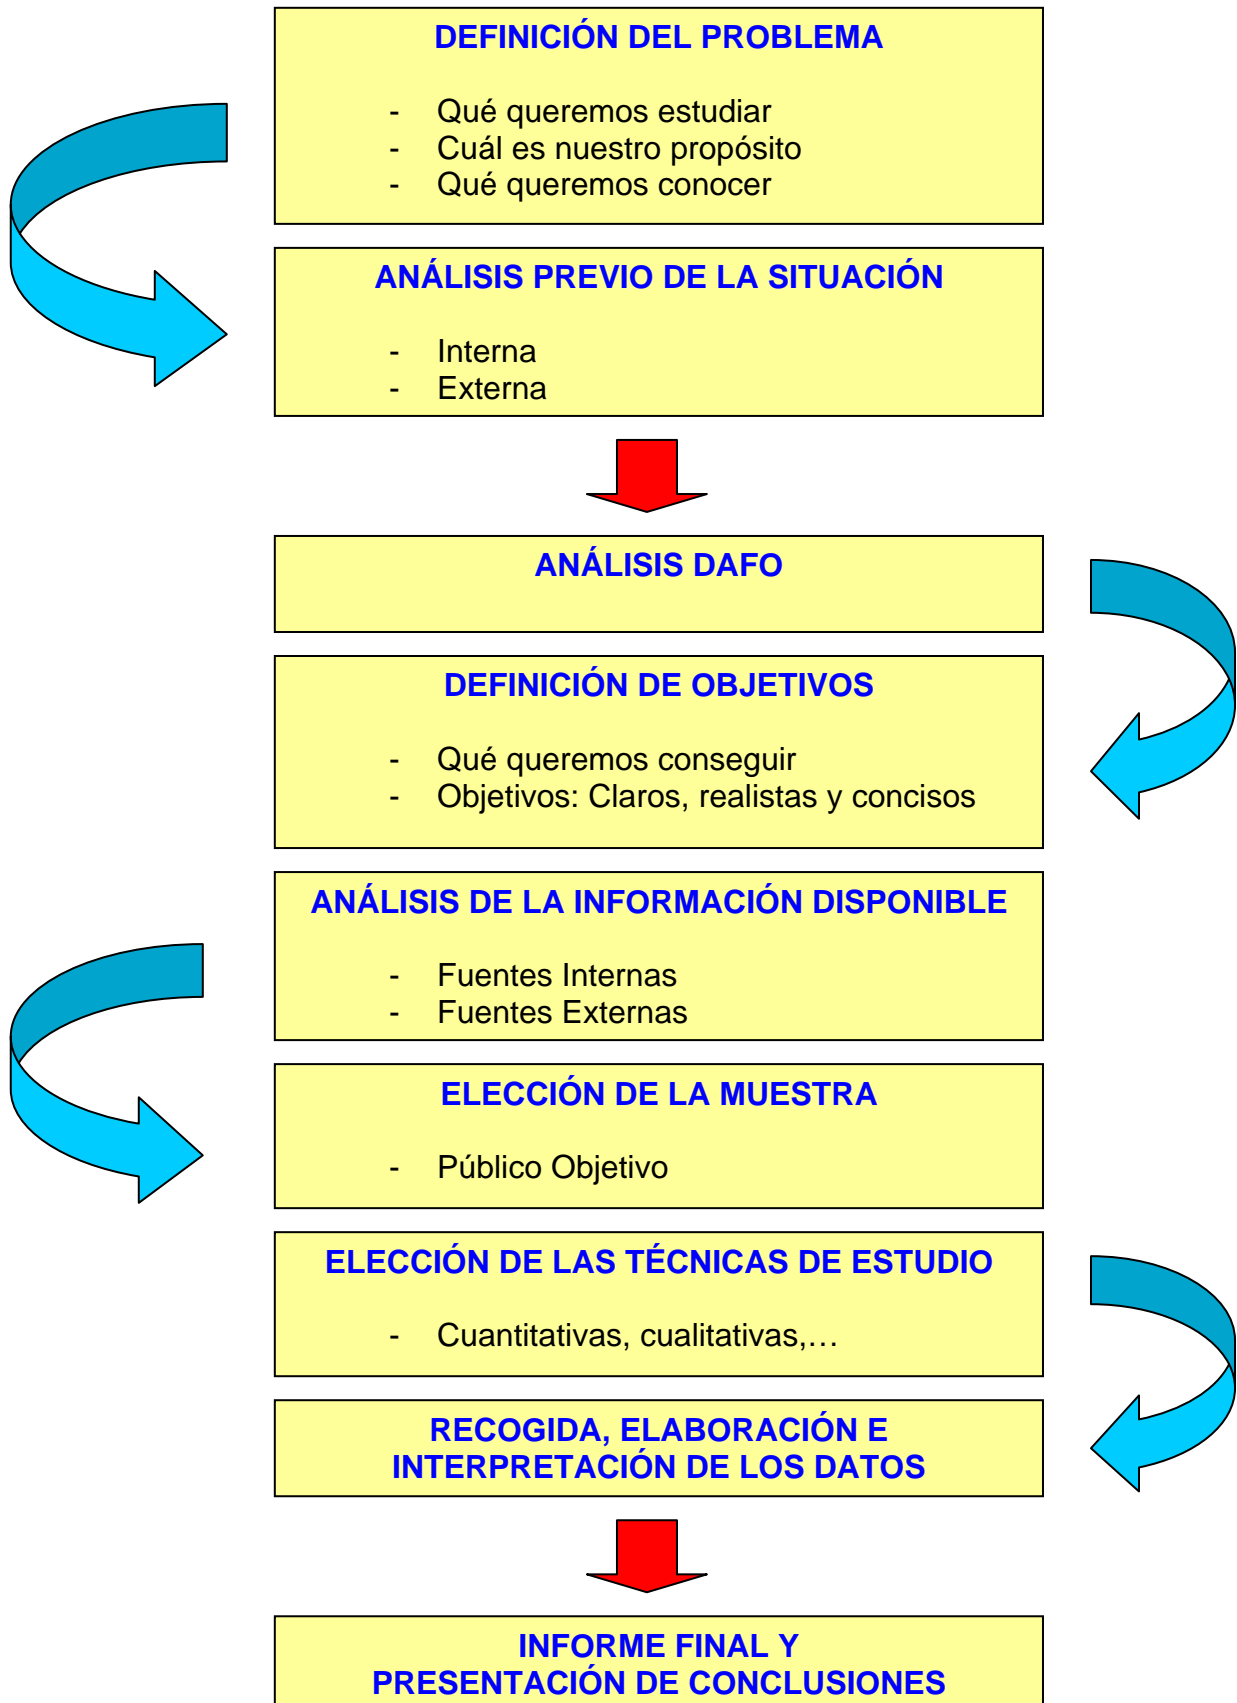 DEFINICIÓN DEL PROBLEMA
- Qué queremos estudiar
- Cuál es nuestro propósito
- Qué queremos conocer
ANÁLISIS PREVIO DE LA SITUACIÓN
- Interna
- Externa
ANÁLISIS DAFO
DEFINICIÓN DE OBJETIVOS
- Qué queremos conseguir
- Objetivos: Claros, realistas y concisos
ANÁLISIS DE LA INFORMACIÓN DISPONIBLE
- Fuentes Internas
- Fuentes Externas
ELECCIÓN DE LA MUESTRA
- Público Objetivo
ELECCIÓN DE LAS TÉCNICAS DE ESTUDIO
- Cuantitativas, cualitativas,…
RECOGIDA, ELABORACIÓN E
INTERPRETACIÓN DE LOS DATOS
INFORME FINAL Y
PRESENTACIÓN DE CONCLUSIONES